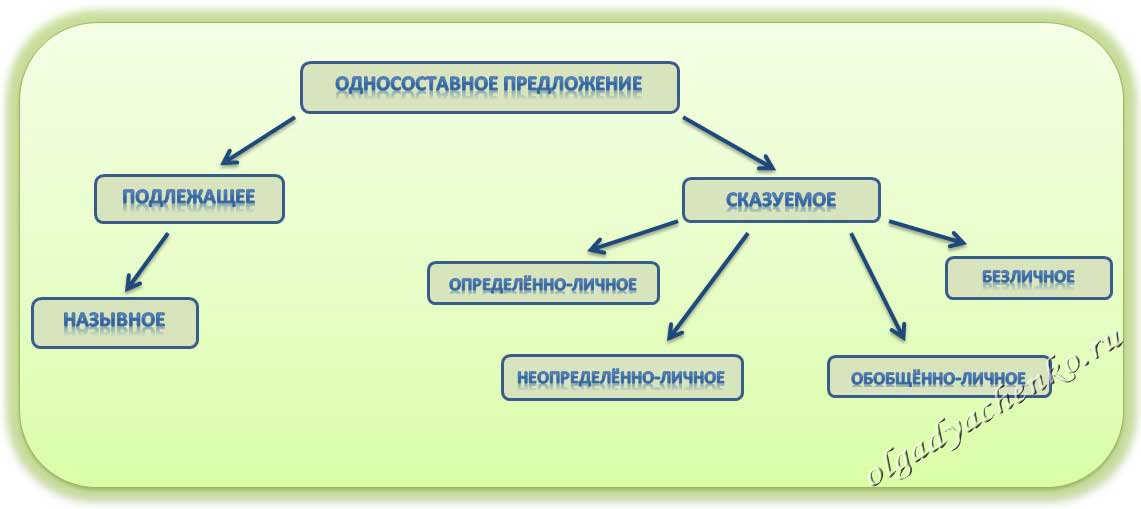 ОДНОСОСТАВНОЕ ПРЕДЛОЖЕНИЕ
ПОДЛЕЖАЩЕЕ
СКАЗУЕМОЕ
НАЗЫВНОЕ
ОПРЕДЕЛЁННО-ЛИЧНОЕ
БЕЗЛИЧНОЕ
НЕОПРЕДЕЛЁННО-ЛИЧНОЕ
ОБОБЩЁННО-ЛИЧНОЕ
olgadyachenko.ru